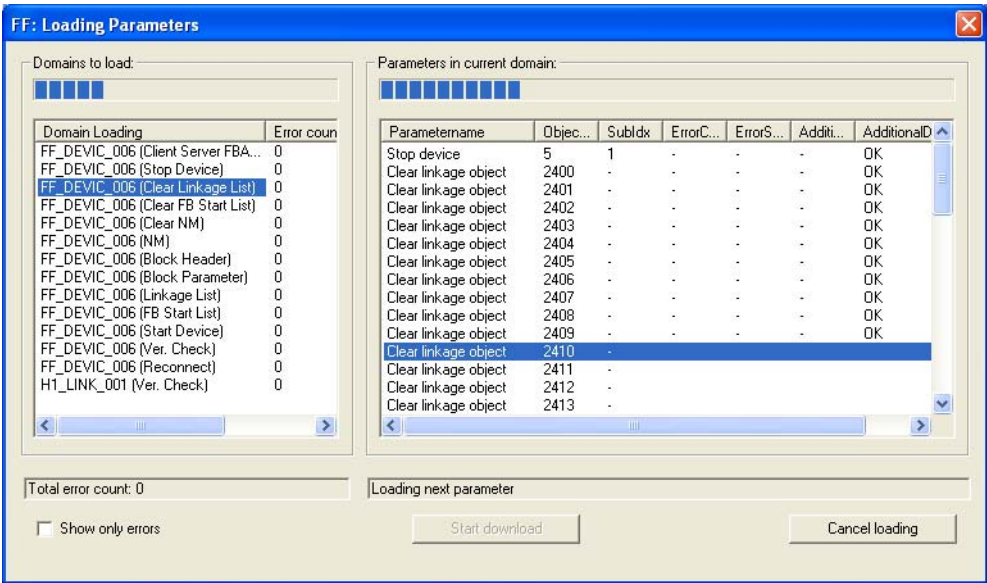 FF: Loading Parameters
Domains to load:
Domain Loading Error coun
FF_DEVIC_006 (Client Server FBA... 0
FF_DEVIC_006 (Stop Device) 0
FF_DEVIC_006 (Clear Linkage List) 0
FF_DEVIC_006 (Clear FB Start List) 0
FF_DEVIC_006 (Clear NM) 0
FF_DEVIC_006 (NM) 0
FF_DEVIC_006 (Block Header) 0
FF_DEVIC_006 (Block Parameter) 0
FF_DEVIC_006 (Linkage List) 0
FF_DEVIC_006 (FB Start List) 0
FF_DEVIC_006 (Start Device) 0
FF_DEVIC_006 (Ver. Check) 0
FF_DEVIC_006 (Reconnect) 0
H1_LINK_001 (Ver. Check) 0
Parameters in current domain:
Parametername Objec... SubIdx ErrorC... ErrorS... Additi... AdditionalD
Stop device 5 1 - - - OK
Clear linkage object 2400 - - - - OK
Clear linkage object 2401 - - - - OK
Clear linkage object 2402 - - - - OK
Clear linkage object 2403 - - - - OK
Clear linkage object 2404 - - - - OK
Clear linkage object 2405 - - - - OK
Clear linkage object 2406 - - - - OK
Clear linkage object 2407 - - - - OK
Clear linkage object 2408 - - - - OK
Clear linkage object 2409 - - - - OK
Clear linkage object 2410 -
Clear linkage object 2411 -
Clear linkage object 2412 -
Clear linkage object 2413 -
Total error count: 0
Loading next parameter
Show only errors
Start download
Cancel loading